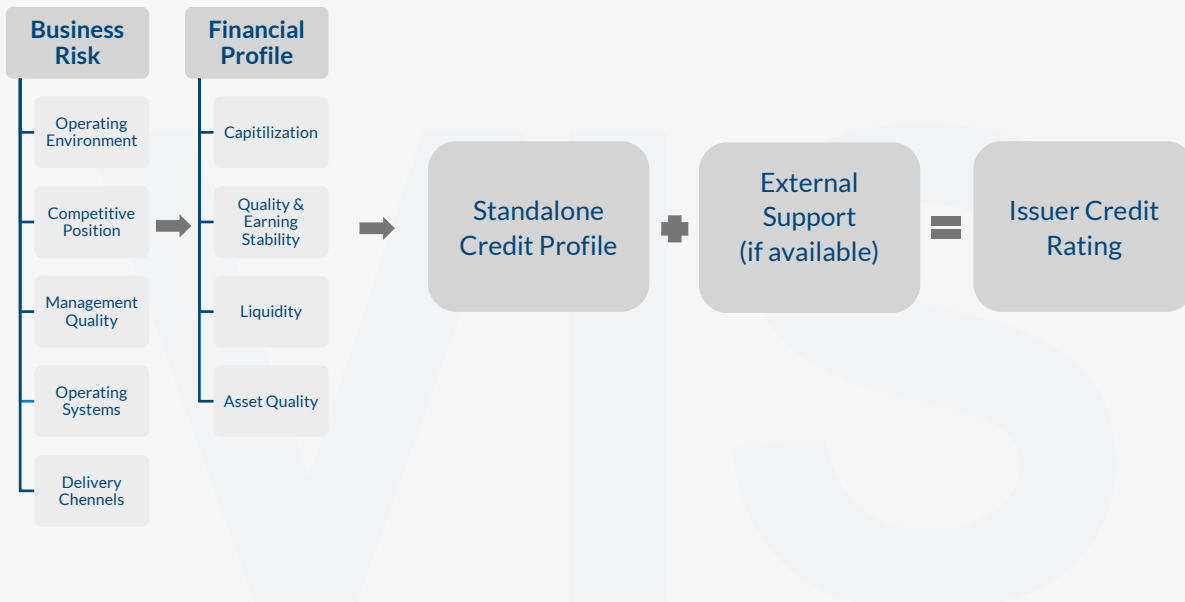 Business
Risk
Operating
Environment
Competitive
Position
Management
Quality
Operating
Systems
Delivery
Chennels
Financial
Profile
Capitilization
Quality &
Earning
Stability
Liquidity
Asset Quality
Standalone
Credit Profile
External
Support
(if available)
Issuer Credit
Rating
VIS